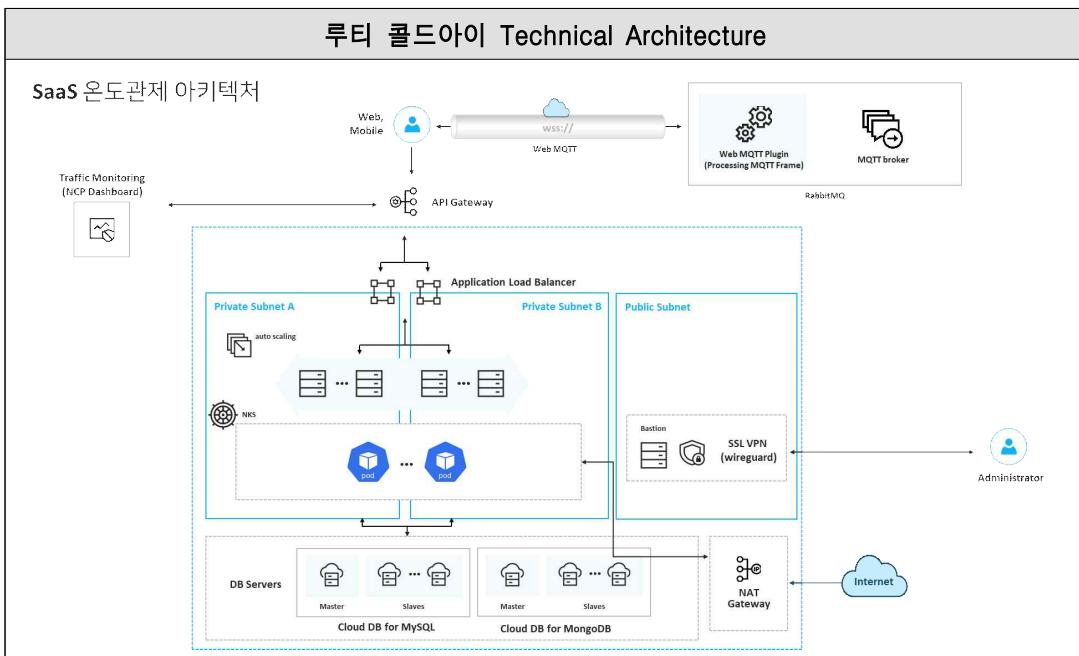 루티 콜드아이 Technical Architecture
SaaS 온도관제 아키텍처
Web,
Mobile
wss://
Web MQTT
Web MQTT Plugin
(Processing MQTT Frame)
MQTT broker
RabbitMQ
Traffic Monitoring
(NCP Dashboard)
API Gateway
Application Load Balancer
Private Subnet A
Private Subnet B
Public Subnet
auto scaling
NKS
pod
pod
Bastion
SSL VPN
(wireguard)
Administrator
DB Servers
Master
Slaves
Cloud DB for MySQL
Master
Slaves
Cloud DB for MongoDB
IP
NAT
Gateway
Internet